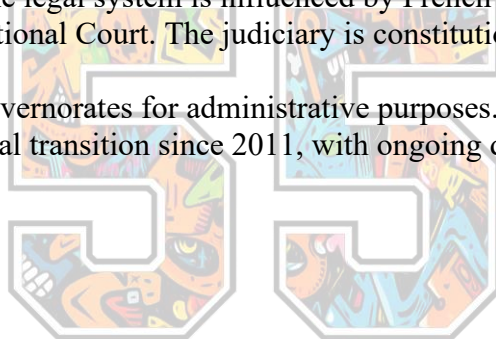 legal system is influenced by French
tional Court. The judiciary is constitutio
vernorates for administrative purposes.
al transition since 2011, with ongoing
55